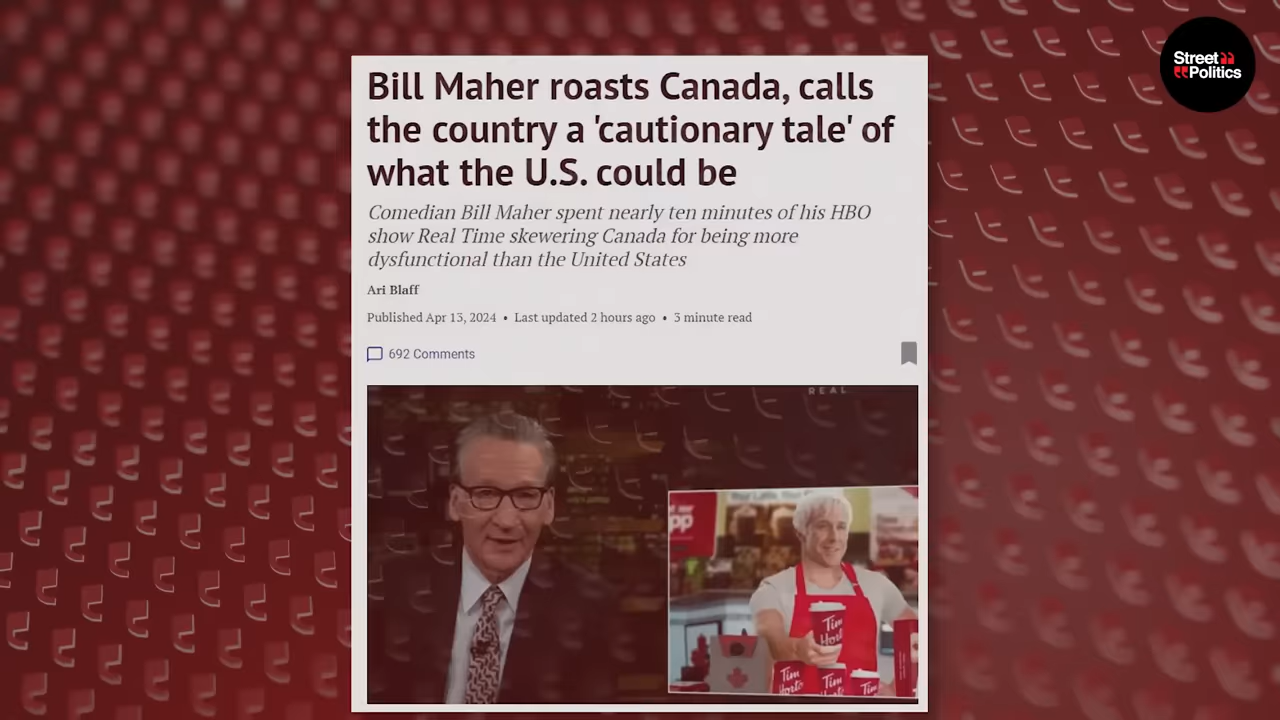 Street
Politics
Bill Maher roasts Canada, calls
the country a 'cautionary tale' of
what the U.S. could be
Comedian Bill Maher spent nearly ten minutes of his HBO
show Real Time skewering Canada for being more
dysfunctional than the United States
Ari Blaff
Published Apr 13, 2024 • Last updated 2 hours ago • 3 minute read
692 Comments
REAL
Tim
Tim
Tim
Tim